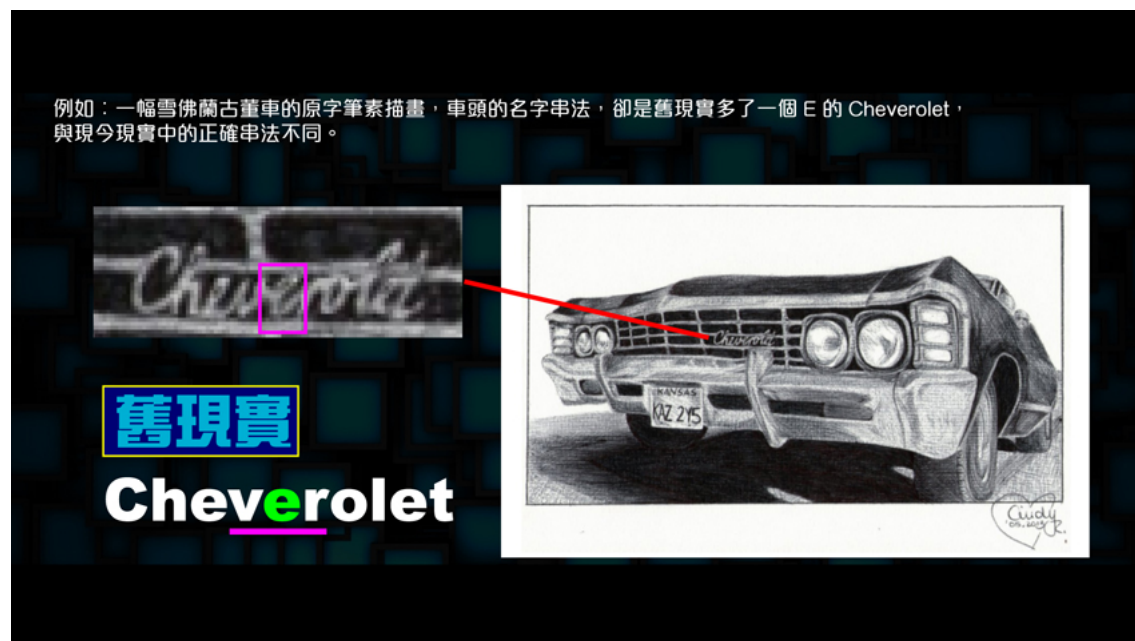 例如：一幅雪佛蘭古董車的原字筆素描畫，車頭的名字串法，卻是舊現實多了一個 E 的 Cheverolet，
與現今現實中的正確串法不同。
Cheverolet
Cheverolet
KANSAS
KAZ 2Y5
舊現實
Cheverolet
Cindy